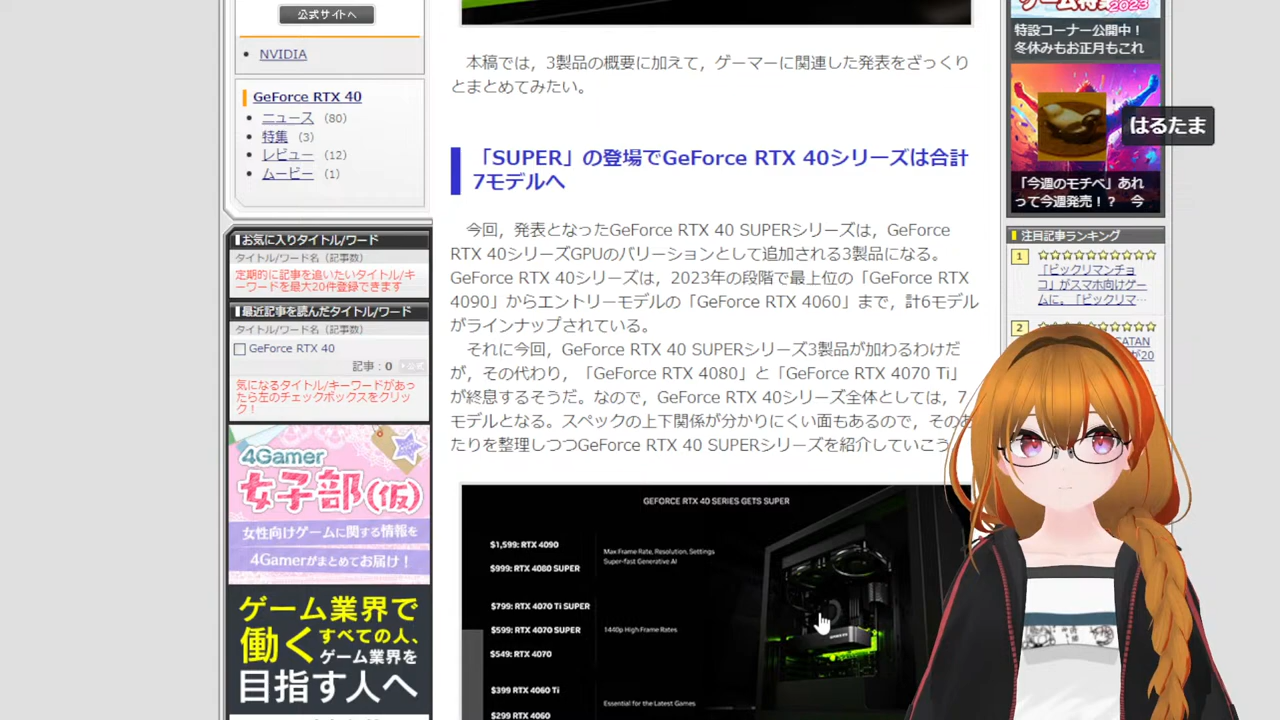 公式サイトへ
NVIDIA
GeForce RTX 40
ニュース (80)
特集 (3)
レビュー (12)
ムービー (1)
お気に入りタイトル/ワード
タイトル/ワード名（記事数）
定期的に記事を追いたいタイトル/キ
ーワードを最大20件登録できます
最近記事を読んだタイトル/ワード
タイトル/ワード名（記事数）
GeForce RTX 40
記事：0
気になるタイトル/キーワードがあっ
たら左のチェックボックスをクリッ
ク！
4Gamer
女子部(仮)
女性向けゲームに関する情報を
4Gamerがまとめてお届け！
ゲーム業界で
働くすべての人、
ゲーム業界を
目指す人へ
本稿では，3製品の概要に加えて，ゲーマーに関連した発表をざっくり
とまとめてみたい。
「SUPER」の登場でGeForce RTX 40シリーズは合計
7モデルへ
今回，発表となったGeForce RTX 40 SUPERシリーズは，GeForce
RTX 40シリーズGPUのバリーションとして追加される3製品になる。
GeForce RTX 40シリーズは，2023年の段階で最上位の「GeForce RTX
4090」からエントリーモデルの「GeForce RTX 4060」まで，計6モデル
がラインナップされている。
それに今回，GeForce RTX 40 SUPERシリーズ3製品が加わるわけだ
が，その代わり，「GeForce RTX 4080」と「GeForce RTX 4070 Ti」
が終息するそうだ。なので，GeForce RTX 40シリーズ全体としては，7
モデルとなる。スペックの上下関係が分かりにくい面もあるので，そのあ
たりを整理しつつGeForce RTX 40 SUPERシリーズを紹介していこう
GEFORCE RTX 40 SERIES GETS SUPER
$1,599: RTX 4090
$999: RTX 4080 SUPER
Max Frame Rate, Resolution, Settings
Super-fast Generative AI
$799: RTX 4070 Ti SUPER
$599: RTX 4070 SUPER
1440p High Frame Rates
$549: RTX 4070
$399 RTX 4060 Ti
$299 RTX 4060
Essential for the Latest Games
2023
特設コーナー公開中！
冬休みもお正月もこれ
はるたま
「今週のモチベ」あれ
って今週発売！？ 今
注目記事ランキング
1
「ビックリマンチョ
コ」がスマホ向けゲー
ムに。「ビックリマ…
2
CATAN
が20